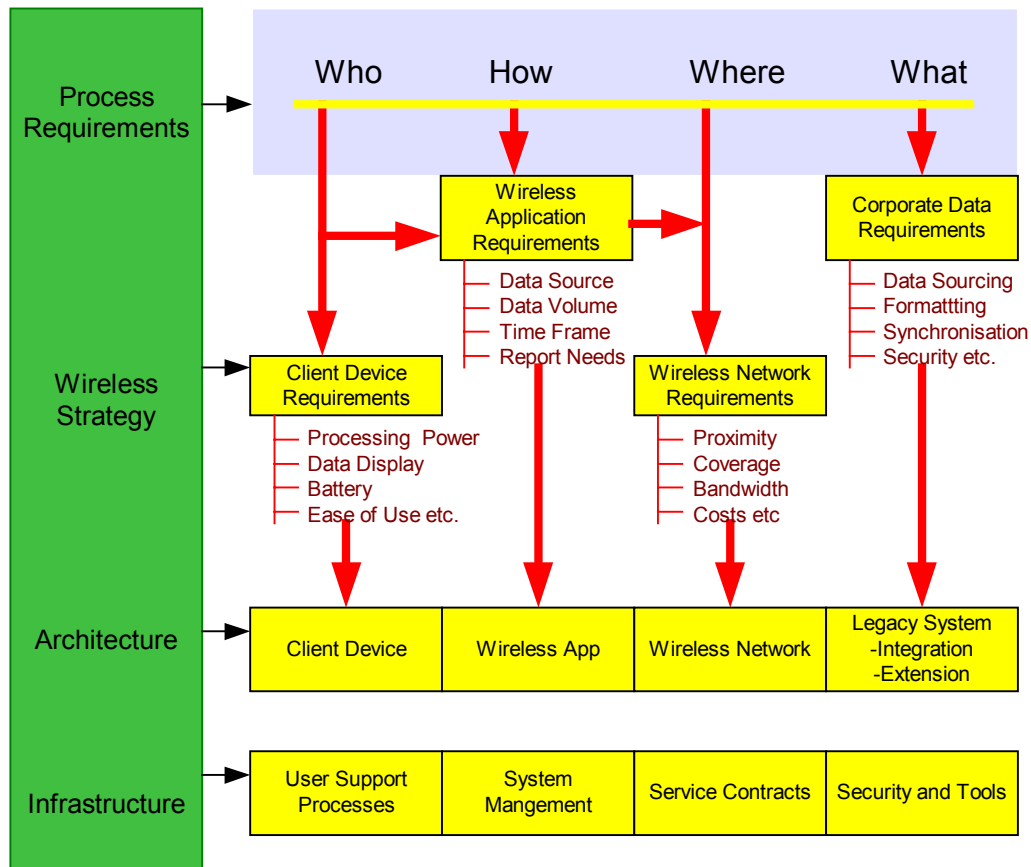 Process
Requirements
Who
How
Where
What
Wireless
Application
Requirements
Data Source
Data Volume
Time Frame
Report Needs
Corporate Data
Requirements
Data Sourcing
Formattting
Synchronisation
Security etc.
Wireless
Strategy
Client Device
Requirements
Processing Power
Data Display
Battery
Ease of Use etc.
Wireless Network
Requirements
Proximity
Coverage
Bandwidth
Costs etc
Architecture
Client Device
Wireless App
Wireless Network
Legacy System
-Integration
-Extension
Infrastructure
User Support
Processes
System
Mangement
Service Contracts
Security and Tools